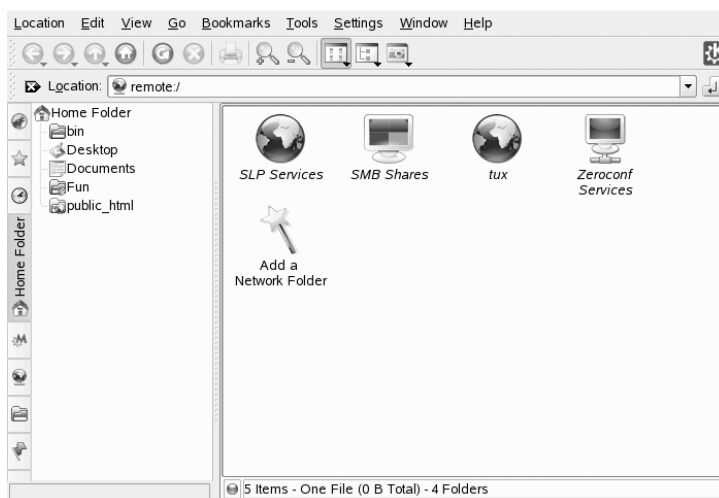 Location Edit View Go Bookmarks Tools Settings Window Help
Location: remote:/
Home Folder
bin
Desktop
Documents
Fun
public_html
Home Folder
SLP Services
SMB Shares
tux
Zeroconf
Services
Add a
Network Folder
5 Items - One File (0 B Total) - 4 Folders